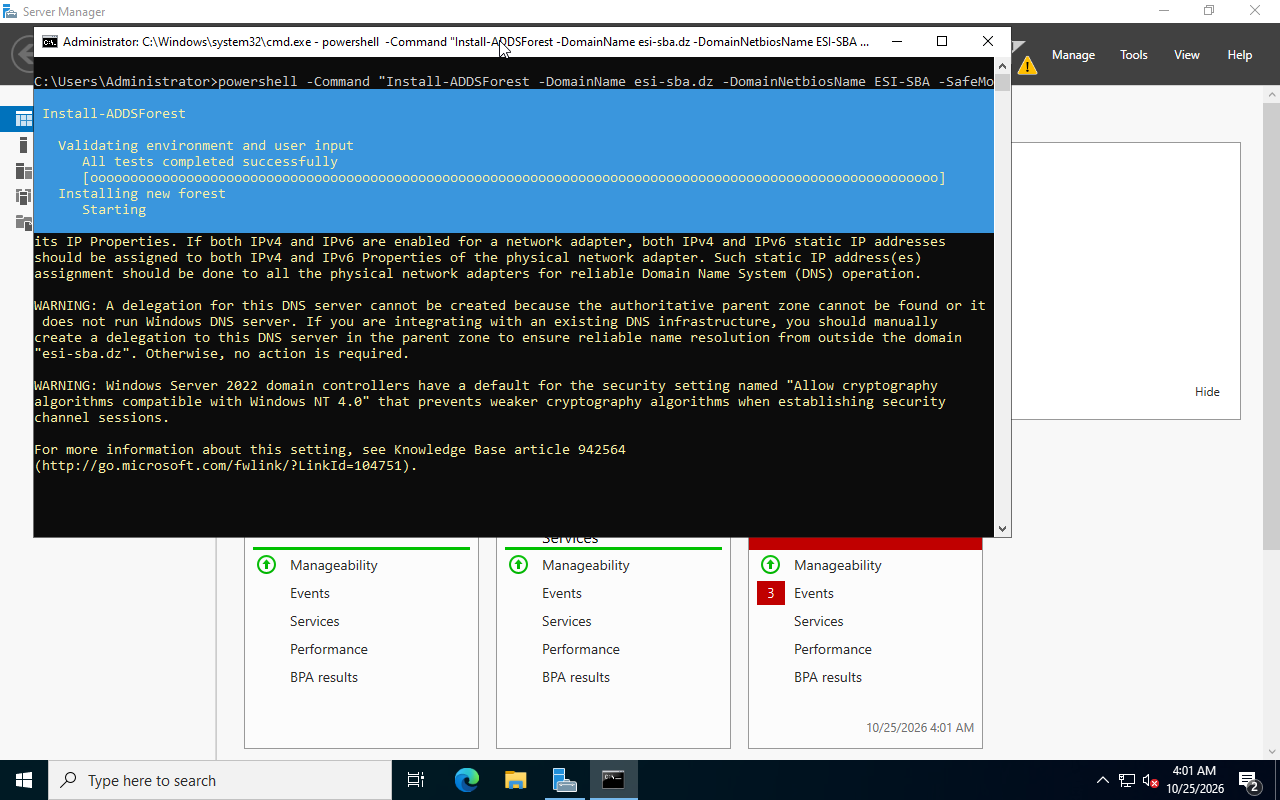 Server Manager
Manage Tools View Help
Administrator: C:\Windows\system32\cmd.exe - powershell  -Command "Install-ADDSForest -DomainName esi-sba.dz -DomainNetbiosName ESI-SBA ...
C:\Users\Administrator>powershell -Command "Install-ADDSForest -DomainName esi-sba.dz -DomainNetbiosName ESI-SBA -SafeMo
Install-ADDSForest
Validating environment and user input
All tests completed successfully
[oooooooooooooooooooooooooooooooooooooooooooooooooooooooooooooooooooooooooooooooooooooooooooooooooooooooooo]
Installing new forest
Starting
its IP Properties. If both IPv4 and IPv6 are enabled for a network adapter, both IPv4 and IPv6 static IP addresses
should be assigned to both IPv4 and IPv6 Properties of the physical network adapter. Such static IP address(es)
assignment should be done to all the physical network adapters for reliable Domain Name System (DNS) operation.
WARNING: A delegation for this DNS server cannot be created because the authoritative parent zone cannot be found or it
does not run Windows DNS server. If you are integrating with an existing DNS infrastructure, you should manually
create a delegation to this DNS server in the parent zone to ensure reliable name resolution from outside the domain
"esi-sba.dz". Otherwise, no action is required.
WARNING: Windows Server 2022 domain controllers have a default for the security setting named "Allow cryptography
algorithms compatible with Windows NT 4.0" that prevents weaker cryptography algorithms when establishing security
channel sessions.
For more information about this setting, see Knowledge Base article 942564
(http://go.microsoft.com/fwlink/?LinkId=104751).
Hide
Services
Manageability
Events
Services
Performance
BPA results
Manageability
Events
Services
Performance
BPA results
Manageability
3 Events
Services
Performance
BPA results
10/25/2026 4:01 AM
Type here to search
4:01 AM
10/25/2026
2